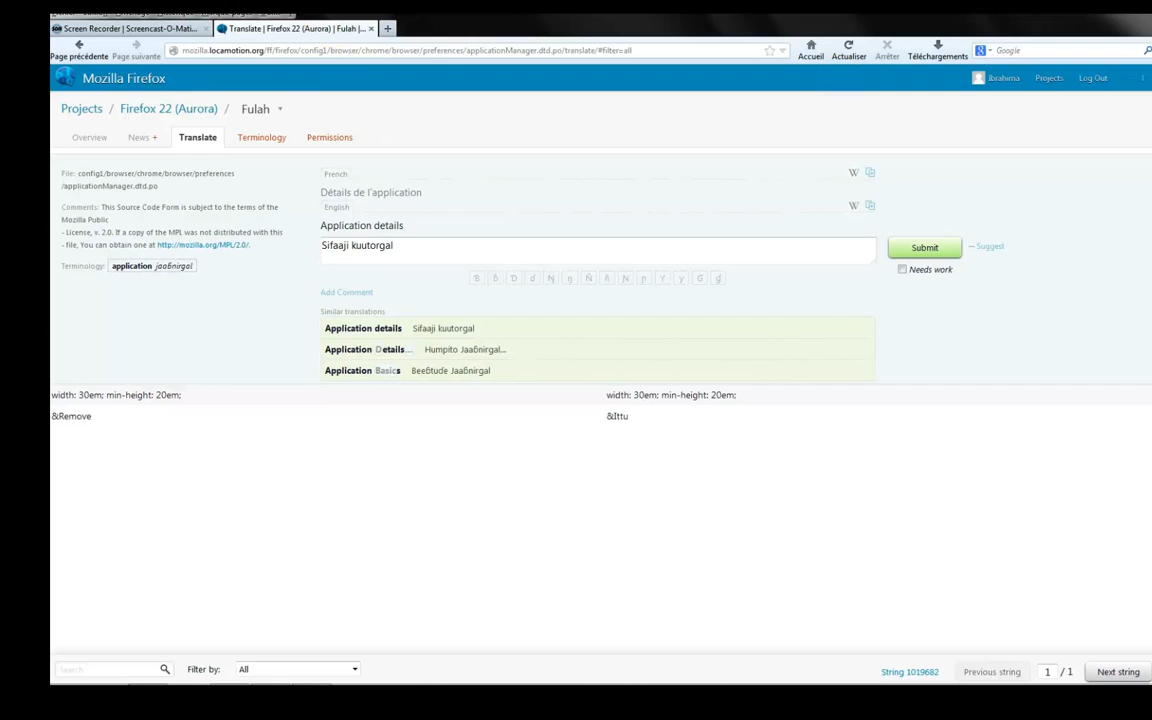 Screen Recorder | Screencast-O-Mati...
Translate | Firefox 22 (Aurora) | Fulah |...
Page précédente Page suivante
mozilla.locamotion.org/ff/firefox/config1/browser/chrome/browser/preferences/applicationManager.dtd.po/translate/#filter=all
Accueil Actualiser Arrêter Téléchargements
Google
Mozilla Firefox
Ibrahima Projects Log Out
Projects / Firefox 22 (Aurora) / Fulah
Overview News + Translate Terminology Permissions
File: config1/browser/chrome/browser/preferences
/applicationManager.dtd.po
Comments: This Source Code Form is subject to the terms of the
Mozilla Public
- License, v. 2.0. If a copy of the MPL was not distributed with this
- file, You can obtain one at http://mozilla.org/MPL/2.0/.
Terminology: application jaaɓnirgal
French
Détails de l'application
English
Application details
Sifaaji kuutorgal
Submit
Suggest
Needs work
Ɓ ɓ Ɗ ɗ Ŋ ŋ Ñ ñ Ɲ ɲ Ƴ ƴ Ɠ ɠ
Add Comment
Similar translations
Application details Sifaaji kuutorgal
Application Details... Humpito Jaaɓnirgal...
Application Basics Beeɓtude Jaaɓnirgal
width: 30em; min-height: 20em; width: 30em; min-height: 20em;
&Remove &Ittu
Search Filter by: All String 1019682 Previous string 1 / 1 Next string